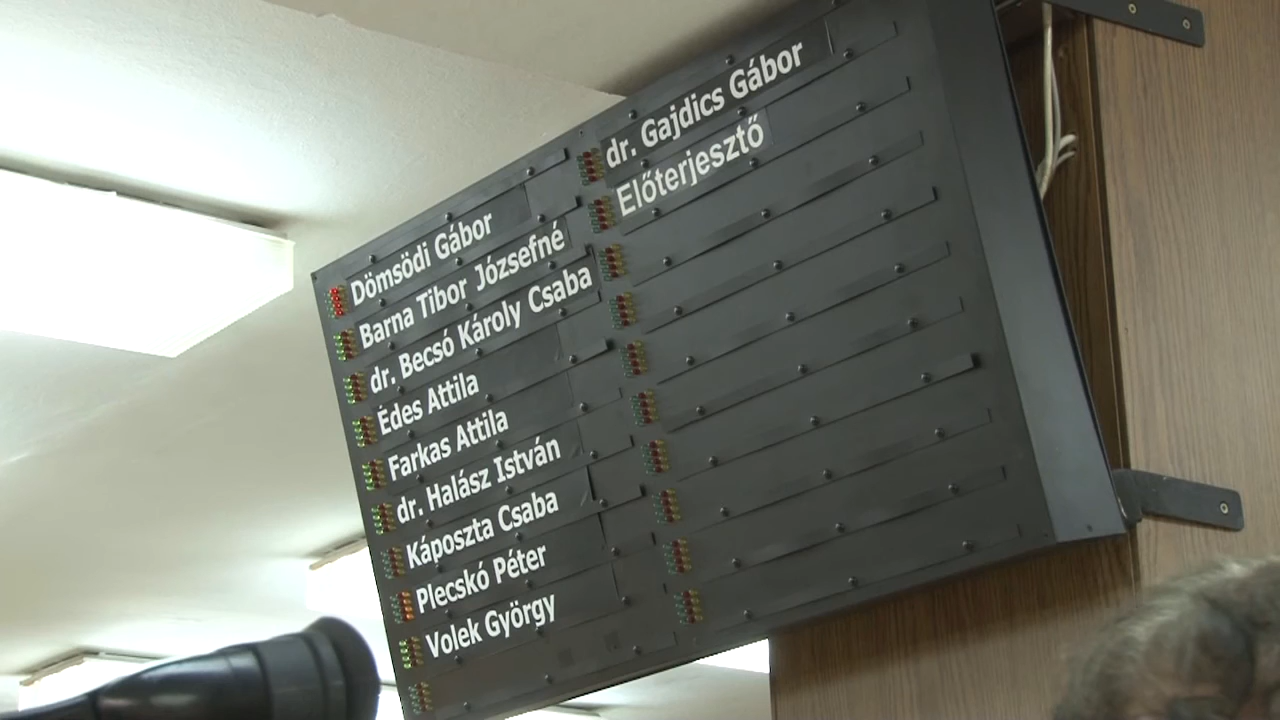 Dömsödi Gábor
Barna Tibor Józsefné
dr. Becsó Károly Csaba
Édes Attila
Farkas Attila
dr. Halász István
Káposzta Csaba
Plecskó Péter
Volek György
dr. Gajdics Gábor
Előterjesztő